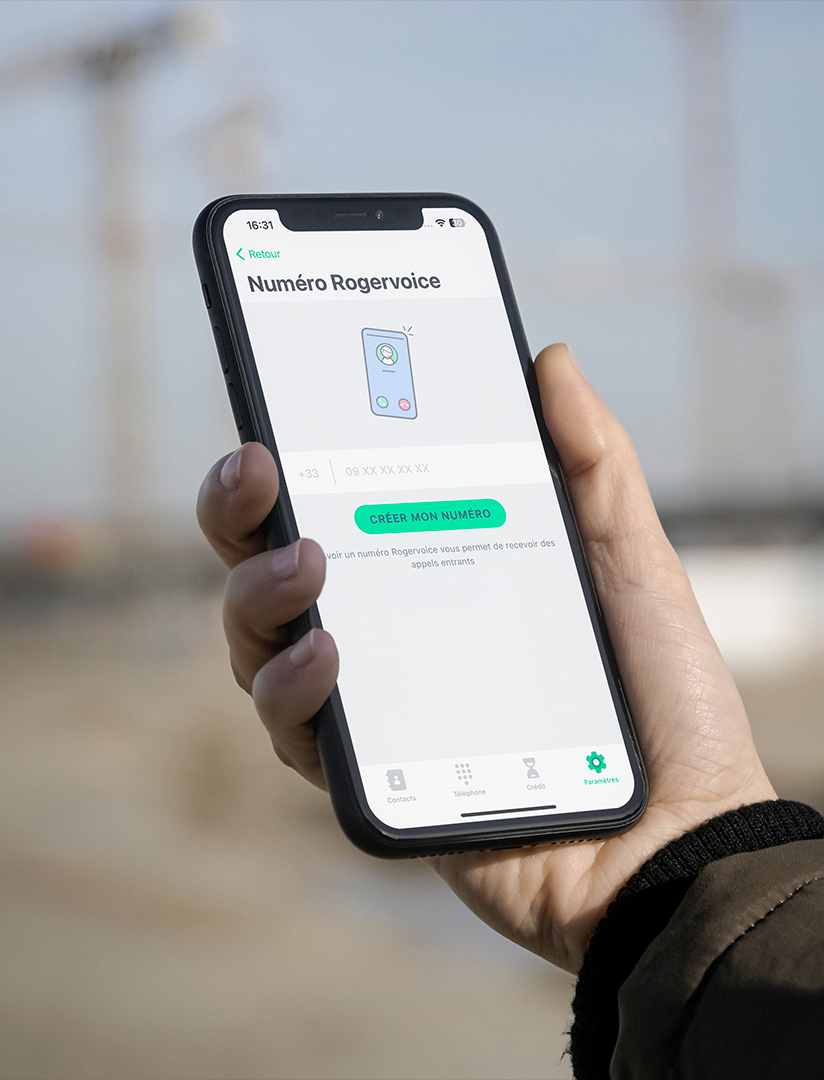 16:31
Retour
Numéro Rogervoice
+33 09 XX XX XX XX
CRÉER MON NUMÉRO
voir un numéro Rogervoice vous permet de recevoir des
appels entrants
Contacts Téléphone Crédit Paramètres